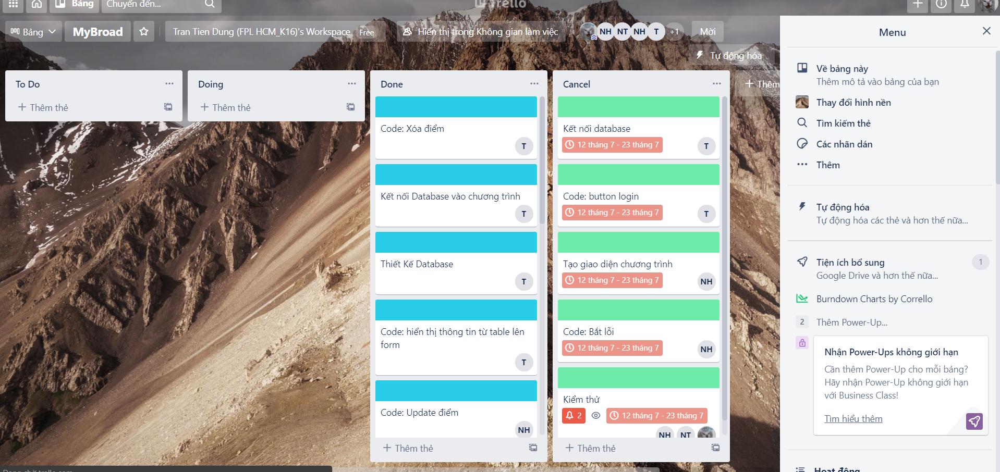 Bảng
Chuyển đến...
Trello
Bảng
MyBroad
Tran Tien Dung (FPL HCM_K16)'s Workspace
Free
Hiển thị trong Không gian làm việc
NH
NT
NH
T
+1
Mời
Tự động hóa
To Do
Thêm thẻ
Doing
Thêm thẻ
Done
Code: Xóa điểm
T
Kết nối Database vào chương trình
T
Thiết Kế Database
T
Code: hiển thị thông tin từ table lên
form
T
Code: Update điểm
NH
Thêm thẻ
Cancel
Kết nối database
12 tháng 7 - 23 tháng 7
T
Code: button login
12 tháng 7 - 23 tháng 7
T
Tạo giao diện chương trình
12 tháng 7 - 23 tháng 7
NH
Code: Bắt lỗi
12 tháng 7 - 23 tháng 7
NH
Kiểm thử
2
12 tháng 7 - 23 tháng 7
NH
NT
Thêm thẻ
Thêm
Menu
Về bảng này
Thêm mô tả vào bảng của bạn
Thay đổi hình nền
Tìm kiếm thẻ
Các nhãn dán
Thêm
Tự động hóa
Tự động hóa các thẻ và hơn thế nữa...
Tiện ích bổ sung
1
Google Drive và hơn thế nữa...
Burndown Charts by Corrello
2
Thêm Power-Up...
Nhận Power-Ups không giới hạn
Cần thêm Power-Up cho mỗi bảng?
Hãy nhận Power-Up không giới hạn
với Business Class!
Tìm hiểu thêm
Hoạt động